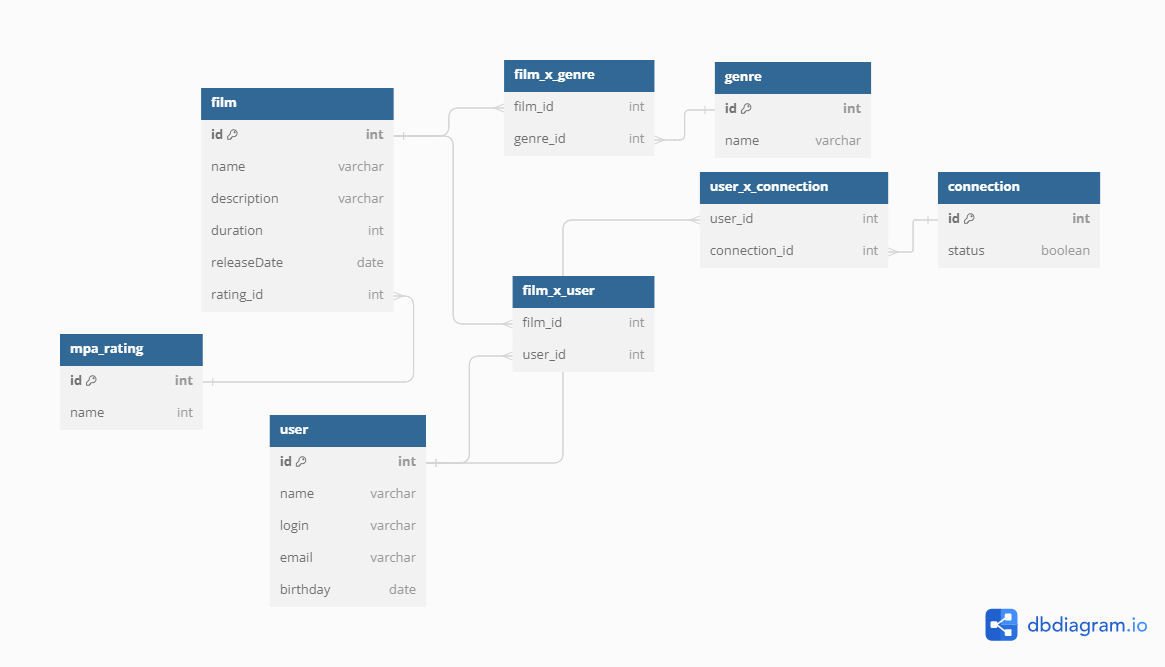 film
id int
name varchar
description varchar
duration int
releaseDate date
rating_id int
film_x_genre
film_id int
genre_id int
genre
id int
name varchar
user_x_connection
user_id int
connection_id int
connection
id int
status boolean
film_x_user
film_id int
user_id int
mpa_rating
id int
name int
user
id int
name varchar
login varchar
email varchar
birthday date
dbdiagram.io